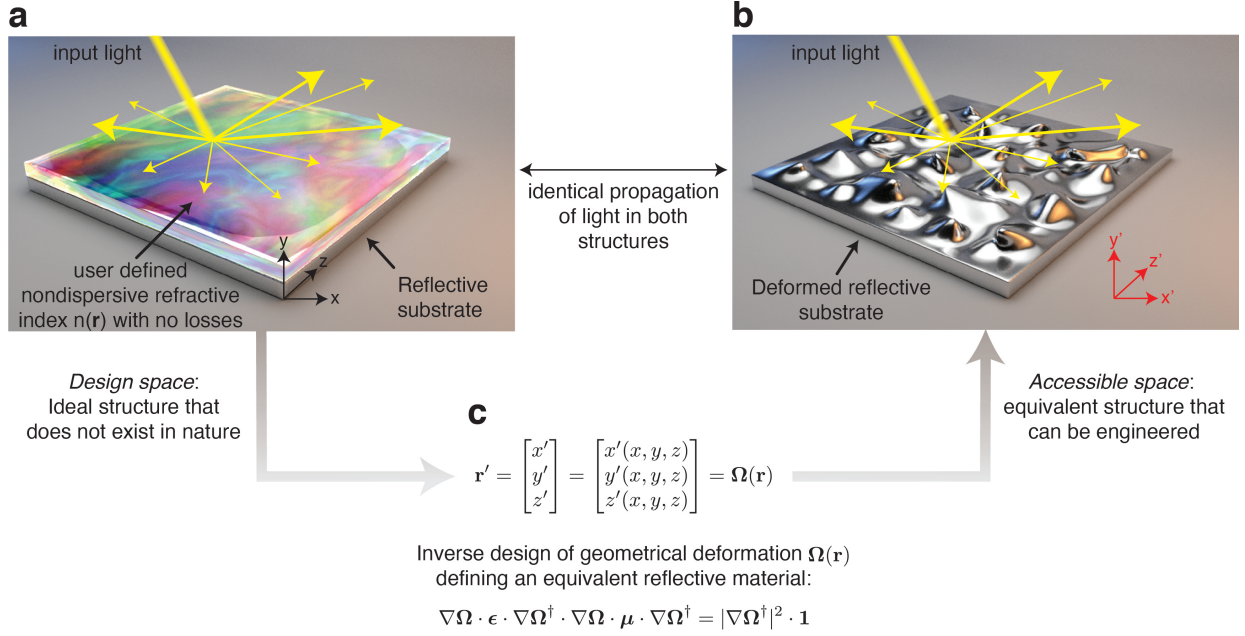 a
input light
user defined
nondispersive refractive
index n(r) with no losses
y
z
x
Reflective
substrate
identical propagation
of light in both
structures
b
input light
Deformed reflective
substrate
y'
z'
x'
Design space:
Ideal structure that
does not exist in nature
Accessible space:
equivalent structure that
can be engineered
c
r′ = [x′ y′ z′] = [x′(x, y, z) y′(x, y, z) z′(x, y, z)] = Ω(r)
Inverse design of geometrical deformation Ω(r)
defining an equivalent reflective material:
∇Ω · ϵ · ∇Ω† · ∇Ω · μ · ∇Ω† = |∇Ω†|² · 1